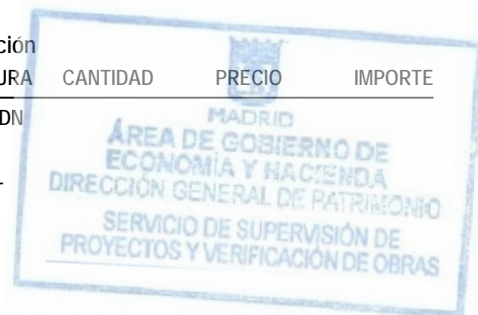 ción
URA CANTIDAD PRECIO IMPORTE
DN
MADRID
ÁREA DE GOBIERNO DE
ECONOMÍA Y HACIENDA
DIRECCIÓN GENERAL DE PATRIMONIO
SERVICIO DE SUPERVISIÓN DE
PROYECTOS Y VERIFICACIÓN DE OBRAS